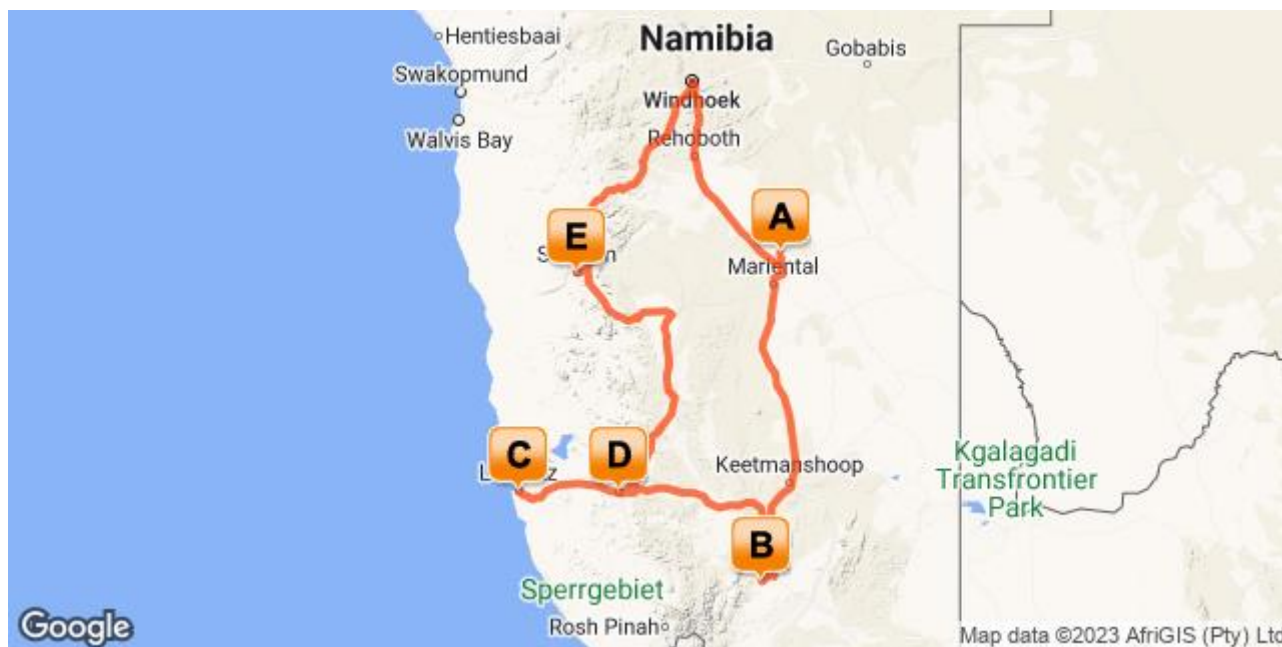 Namibia
Hentiesbaai
Gobabis
Swakopmund
Windhoek
Walvis Bay
Rehoboth
A
E
Mariental
Kgalagadi
Transfrontier
Park
C
D
Keetmanshoop
B
Sperrgebiet
Rosh Pinah
Google
Map data ©2023 AfriGIS (Pty) Ltd